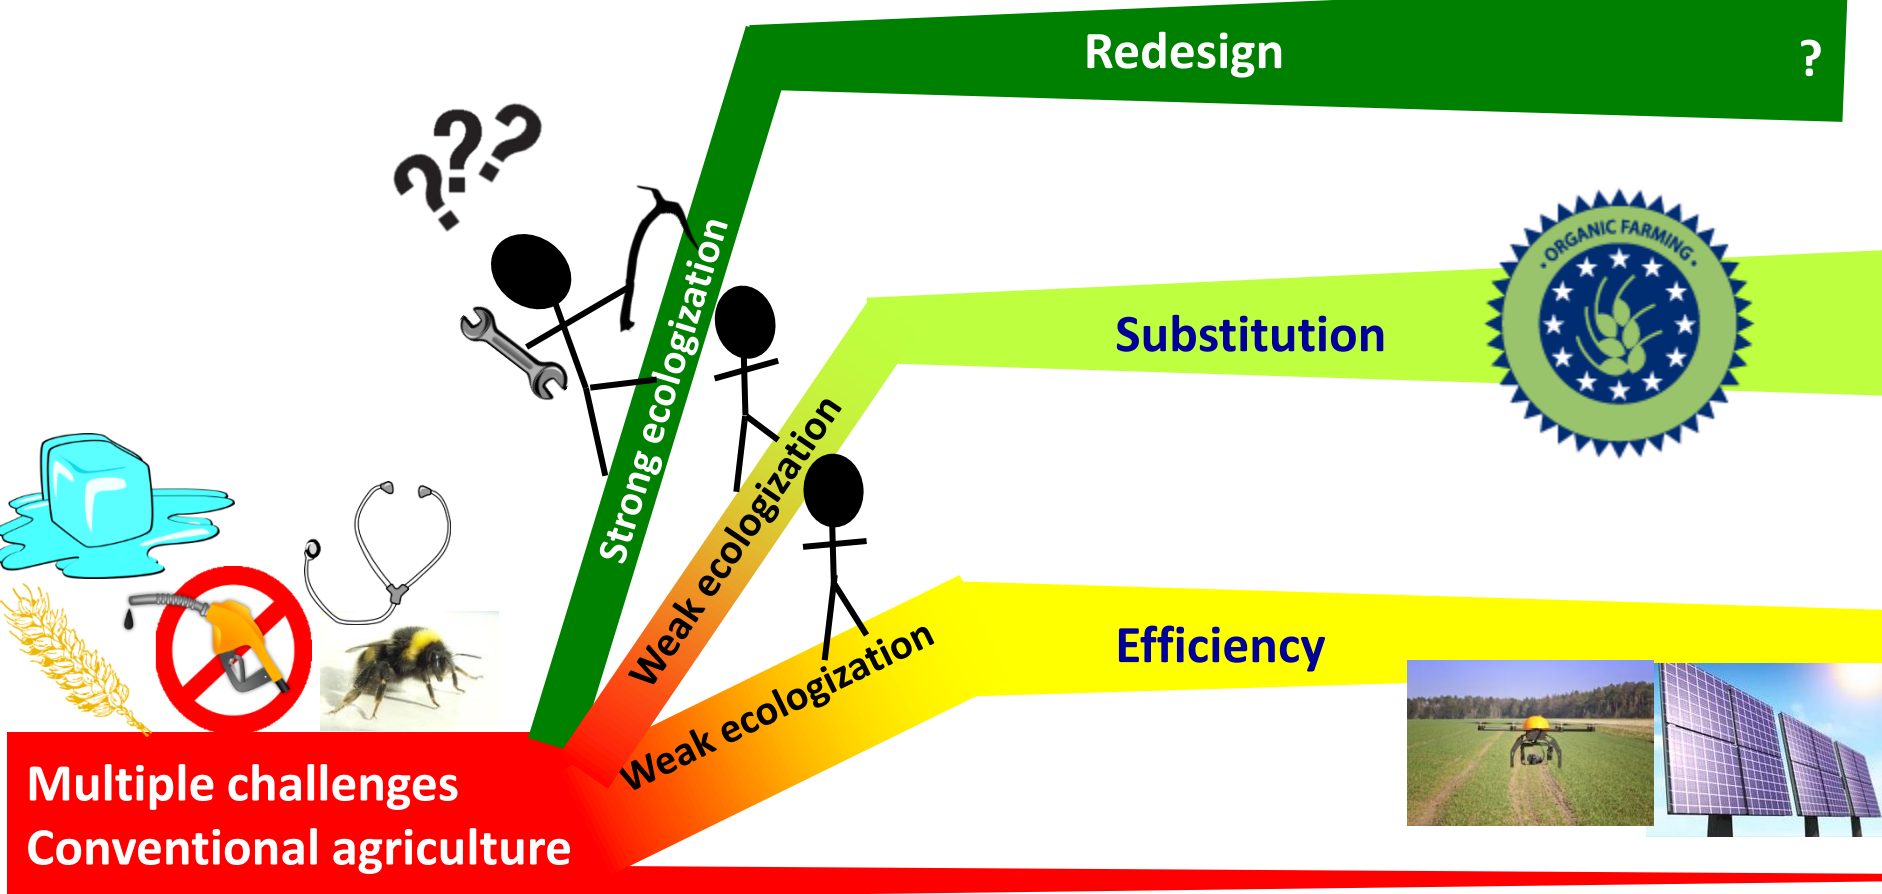 Redesign
?
? ? ?
Strong ecologization
· ORGANIC FARMING ·
Substitution
Weak ecologization
Efficiency
Weak ecologization
Multiple challenges
Conventional agriculture